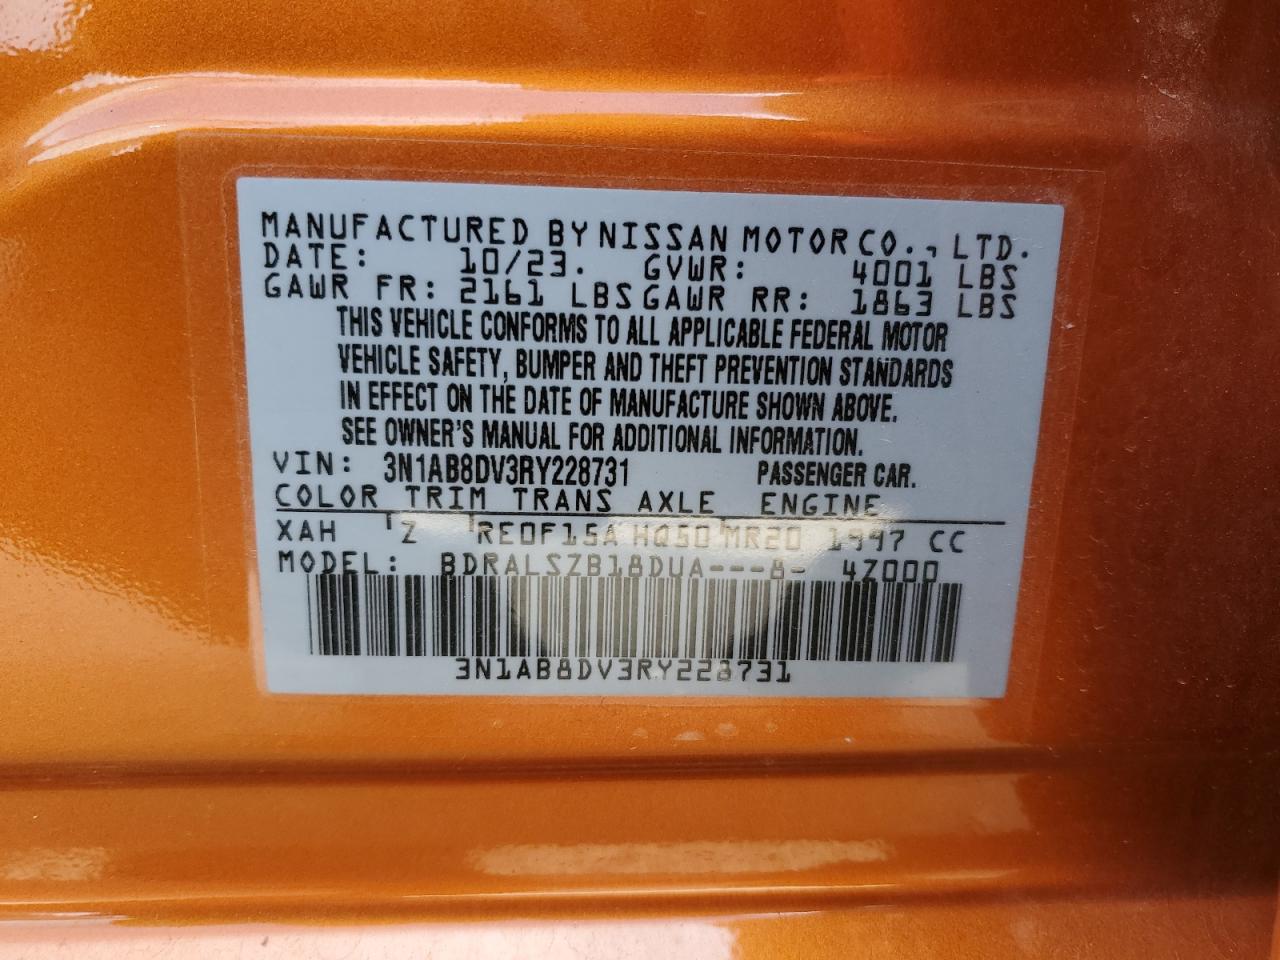 MANUFACTURED BY NISSAN MOTOR CO., LTD.
DATE: 10/23. GVWR: 4001 LBS
GAWR FR: 2161 LBS GAWR RR: 1863 LBS
THIS VEHICLE CONFORMS TO ALL APPLICABLE FEDERAL MOTOR
VEHICLE SAFETY, BUMPER AND THEFT PREVENTION STANDARDS
IN EFFECT ON THE DATE OF MANUFACTURE SHOWN ABOVE.
SEE OWNER'S MANUAL FOR ADDITIONAL INFORMATION.
VIN: 3N1AB8DV3RY228731 PASSENGER CAR.
COLOR TRIM TRANS AXLE ENGINE
XAH Z RE0F15A HQ50 MR20 1997 CC
MODEL: BDRALSZB18DUA---8- 4Z000
3N1AB8DV3RY228731